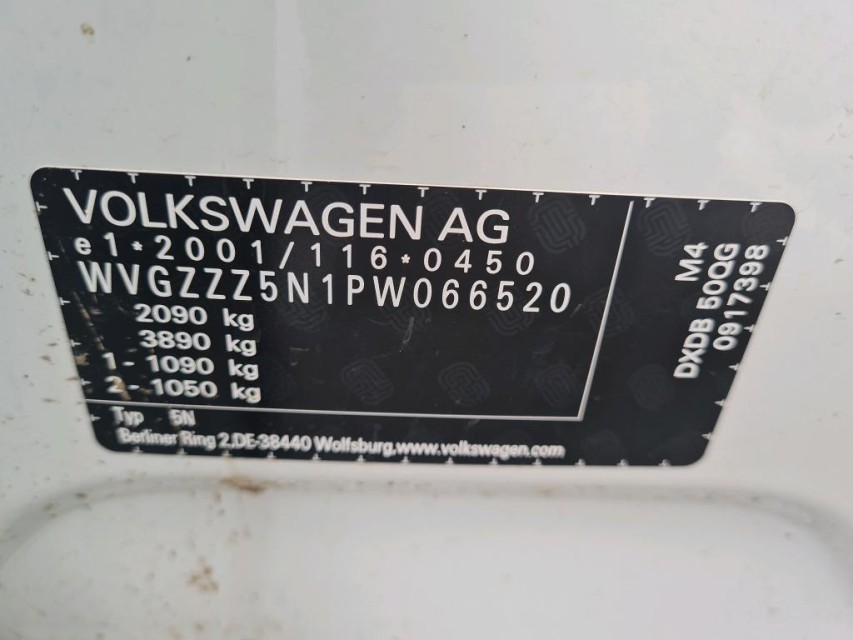 VOLKSWAGEN AG
e1*2001/116*0450
WVGZZZ5N1PW066520
2090 kg
3890 kg
1- 1090 kg
2- 1050 kg
Typ 5N
Berliner Ring 2,DE-38440 Wolfsburg,www.volkswagen.com
M4
DXDB 50QG
0917398